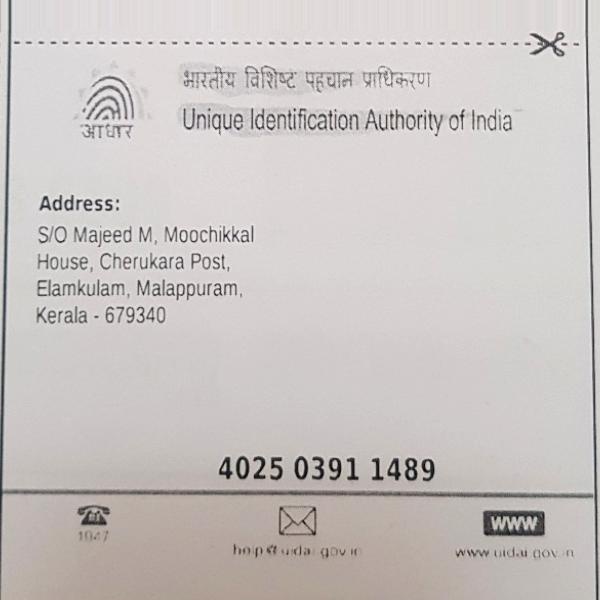 भारतीय विशिष्ट पहचान प्राधिकरण
Unique Identification Authority of India
आधार
Address:
S/O Majeed M, Moochikkal
House, Cherukara Post,
Elamkulam, Malappuram,
Kerala - 679340
4025 0391 1489
1947
help@uidai.gov.in
www
www.uidai.gov.in